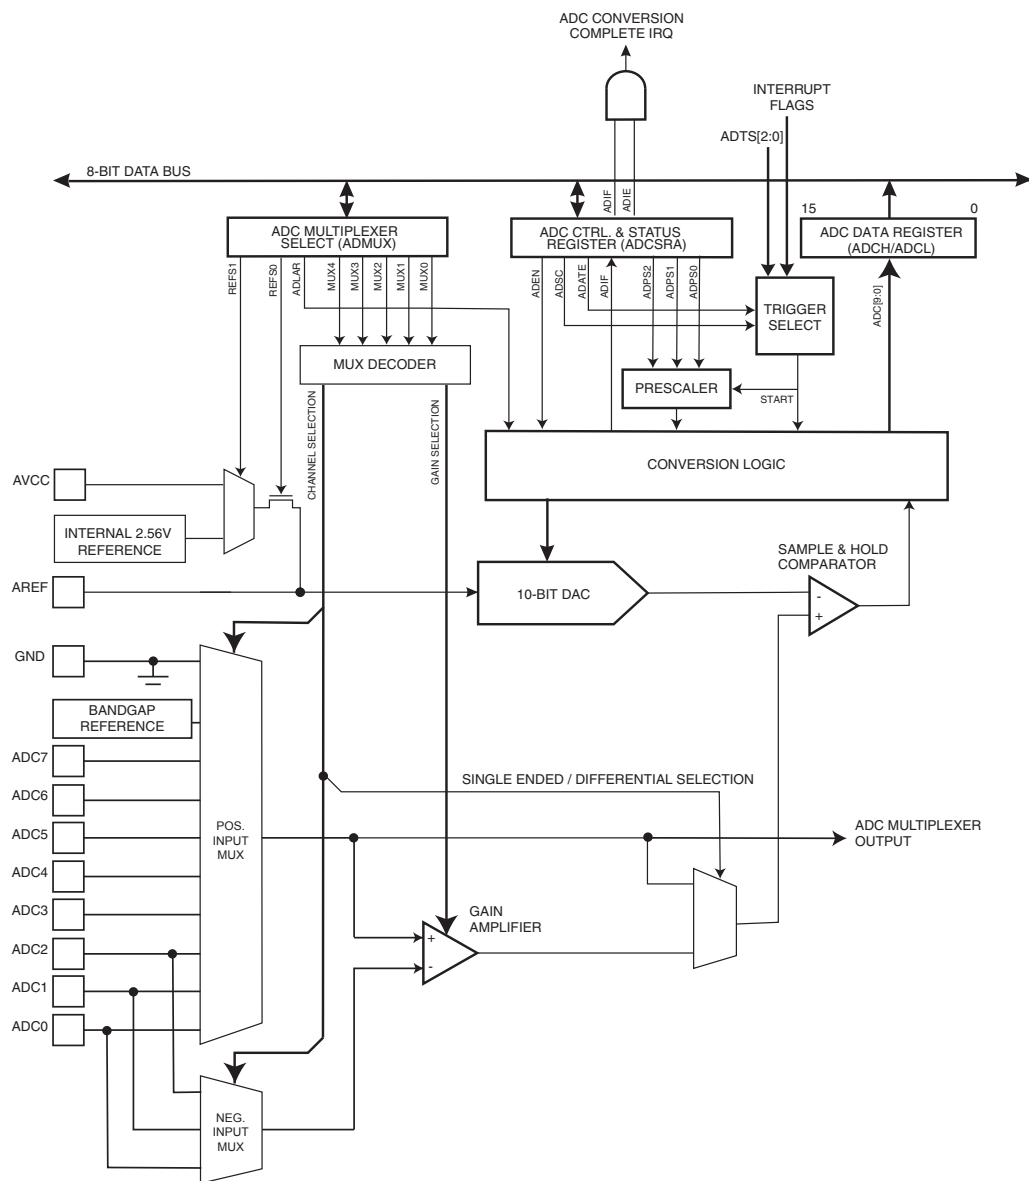 ADC CONVERSION
COMPLETE IRQ
INTERRUPT
FLAGS
ADTS[2:0]
8-BIT DATA BUS
ADIF
ADIE
15
0
ADC MULTIPLEXER
SELECT (ADMUX)
ADC CTRL. & STATUS
REGISTER (ADCSRA)
ADC DATA REGISTER
(ADCH/ADCL)
REFS1
REFS0
ADLAR
MUX4
MUX3
MUX2
MUX1
MUX0
ADEN
ADSC
ADATE
ADIF
ADPS2
ADPS1
ADPS0
ADC[9:0]
TRIGGER
SELECT
MUX DECODER
PRESCALER
START
CHANNEL SELECTION
GAIN SELECTION
CONVERSION LOGIC
AVCC
INTERNAL 2.56V
REFERENCE
SAMPLE & HOLD
COMPARATOR
AREF
10-BIT DAC
-
+
GND
BANDGAP
REFERENCE
ADC7
SINGLE ENDED / DIFFERENTIAL SELECTION
ADC6
ADC5
POS.
INPUT
MUX
ADC MULTIPLEXER
OUTPUT
ADC4
ADC3
GAIN
AMPLIFIER
+
-
ADC2
ADC1
ADC0
NEG.
INPUT
MUX